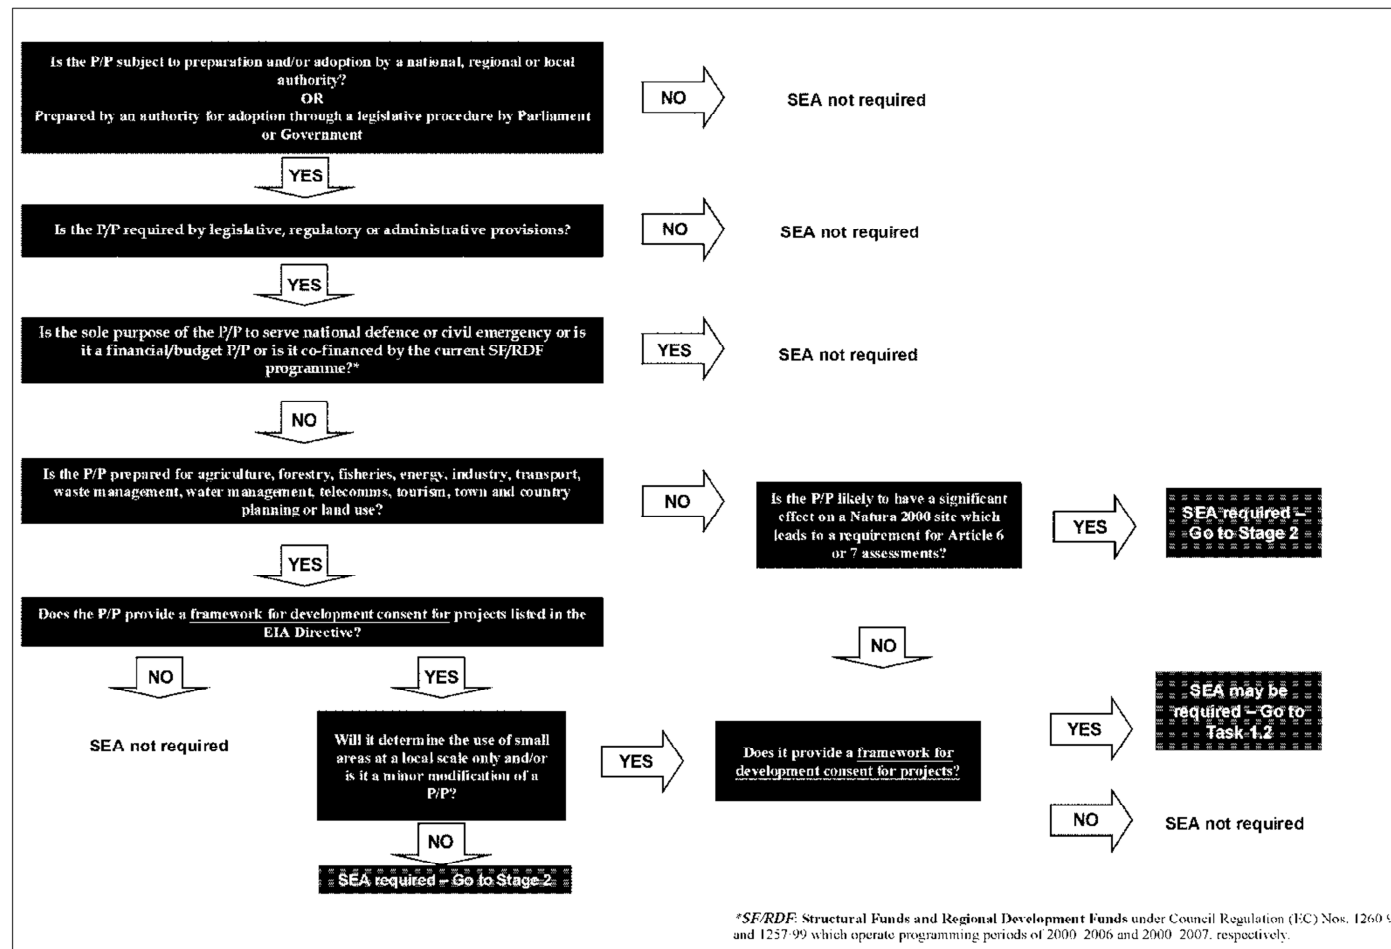 Is the P/P subject to preparation and/or adoption by a national, regional or local
authority?
OR
Prepared by an authority for adoption through a legislative procedure by Parliament
or Government
NO
SEA not required
YES
Is the P/P required by legislative, regulatory or administrative provisions?
NO
SEA not required
YES
Is the sole purpose of the P/P to serve national defence or civil emergency or is
it a financial/budget P/P or is it co-financed by the current SF/RDF
programme?*
YES
SEA not required
NO
Is the P/P prepared for agriculture, forestry, fisheries, energy, industry, transport,
waste management, water management, telecomms, tourism, town and country
planning or land use?
NO
Is the P/P likely to have a significant
effect on a Natura 2000 site which
leads to a requirement for Article 6
or 7 assessments?
YES
SEA required –
Go to Stage 2
YES
Does the P/P provide a framework for development consent for projects listed in the
EIA Directive?
NO
NO
YES
SEA not required
Will it determine the use of small
areas at a local scale only and/or
is it a minor modification of a
P/P?
YES
Does it provide a framework for
development consent for projects?
YES
SEA may be
required – Go to
Task 1.2
NO
SEA not required
NO
SEA required – Go to Stage 2
*SF/RDF: Structural Funds and Regional Development Funds under Council Regulation (EC) Nos. 1260
and 1257-99 which operate programming periods of 2000 2006 and 2000 2007, respectively.